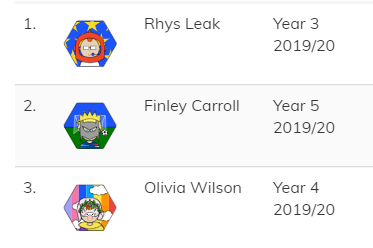 1. Rhys Leak Year 3
2019/20
2. Finley Carroll Year 5
2019/20
3. Olivia Wilson Year 4
2019/20